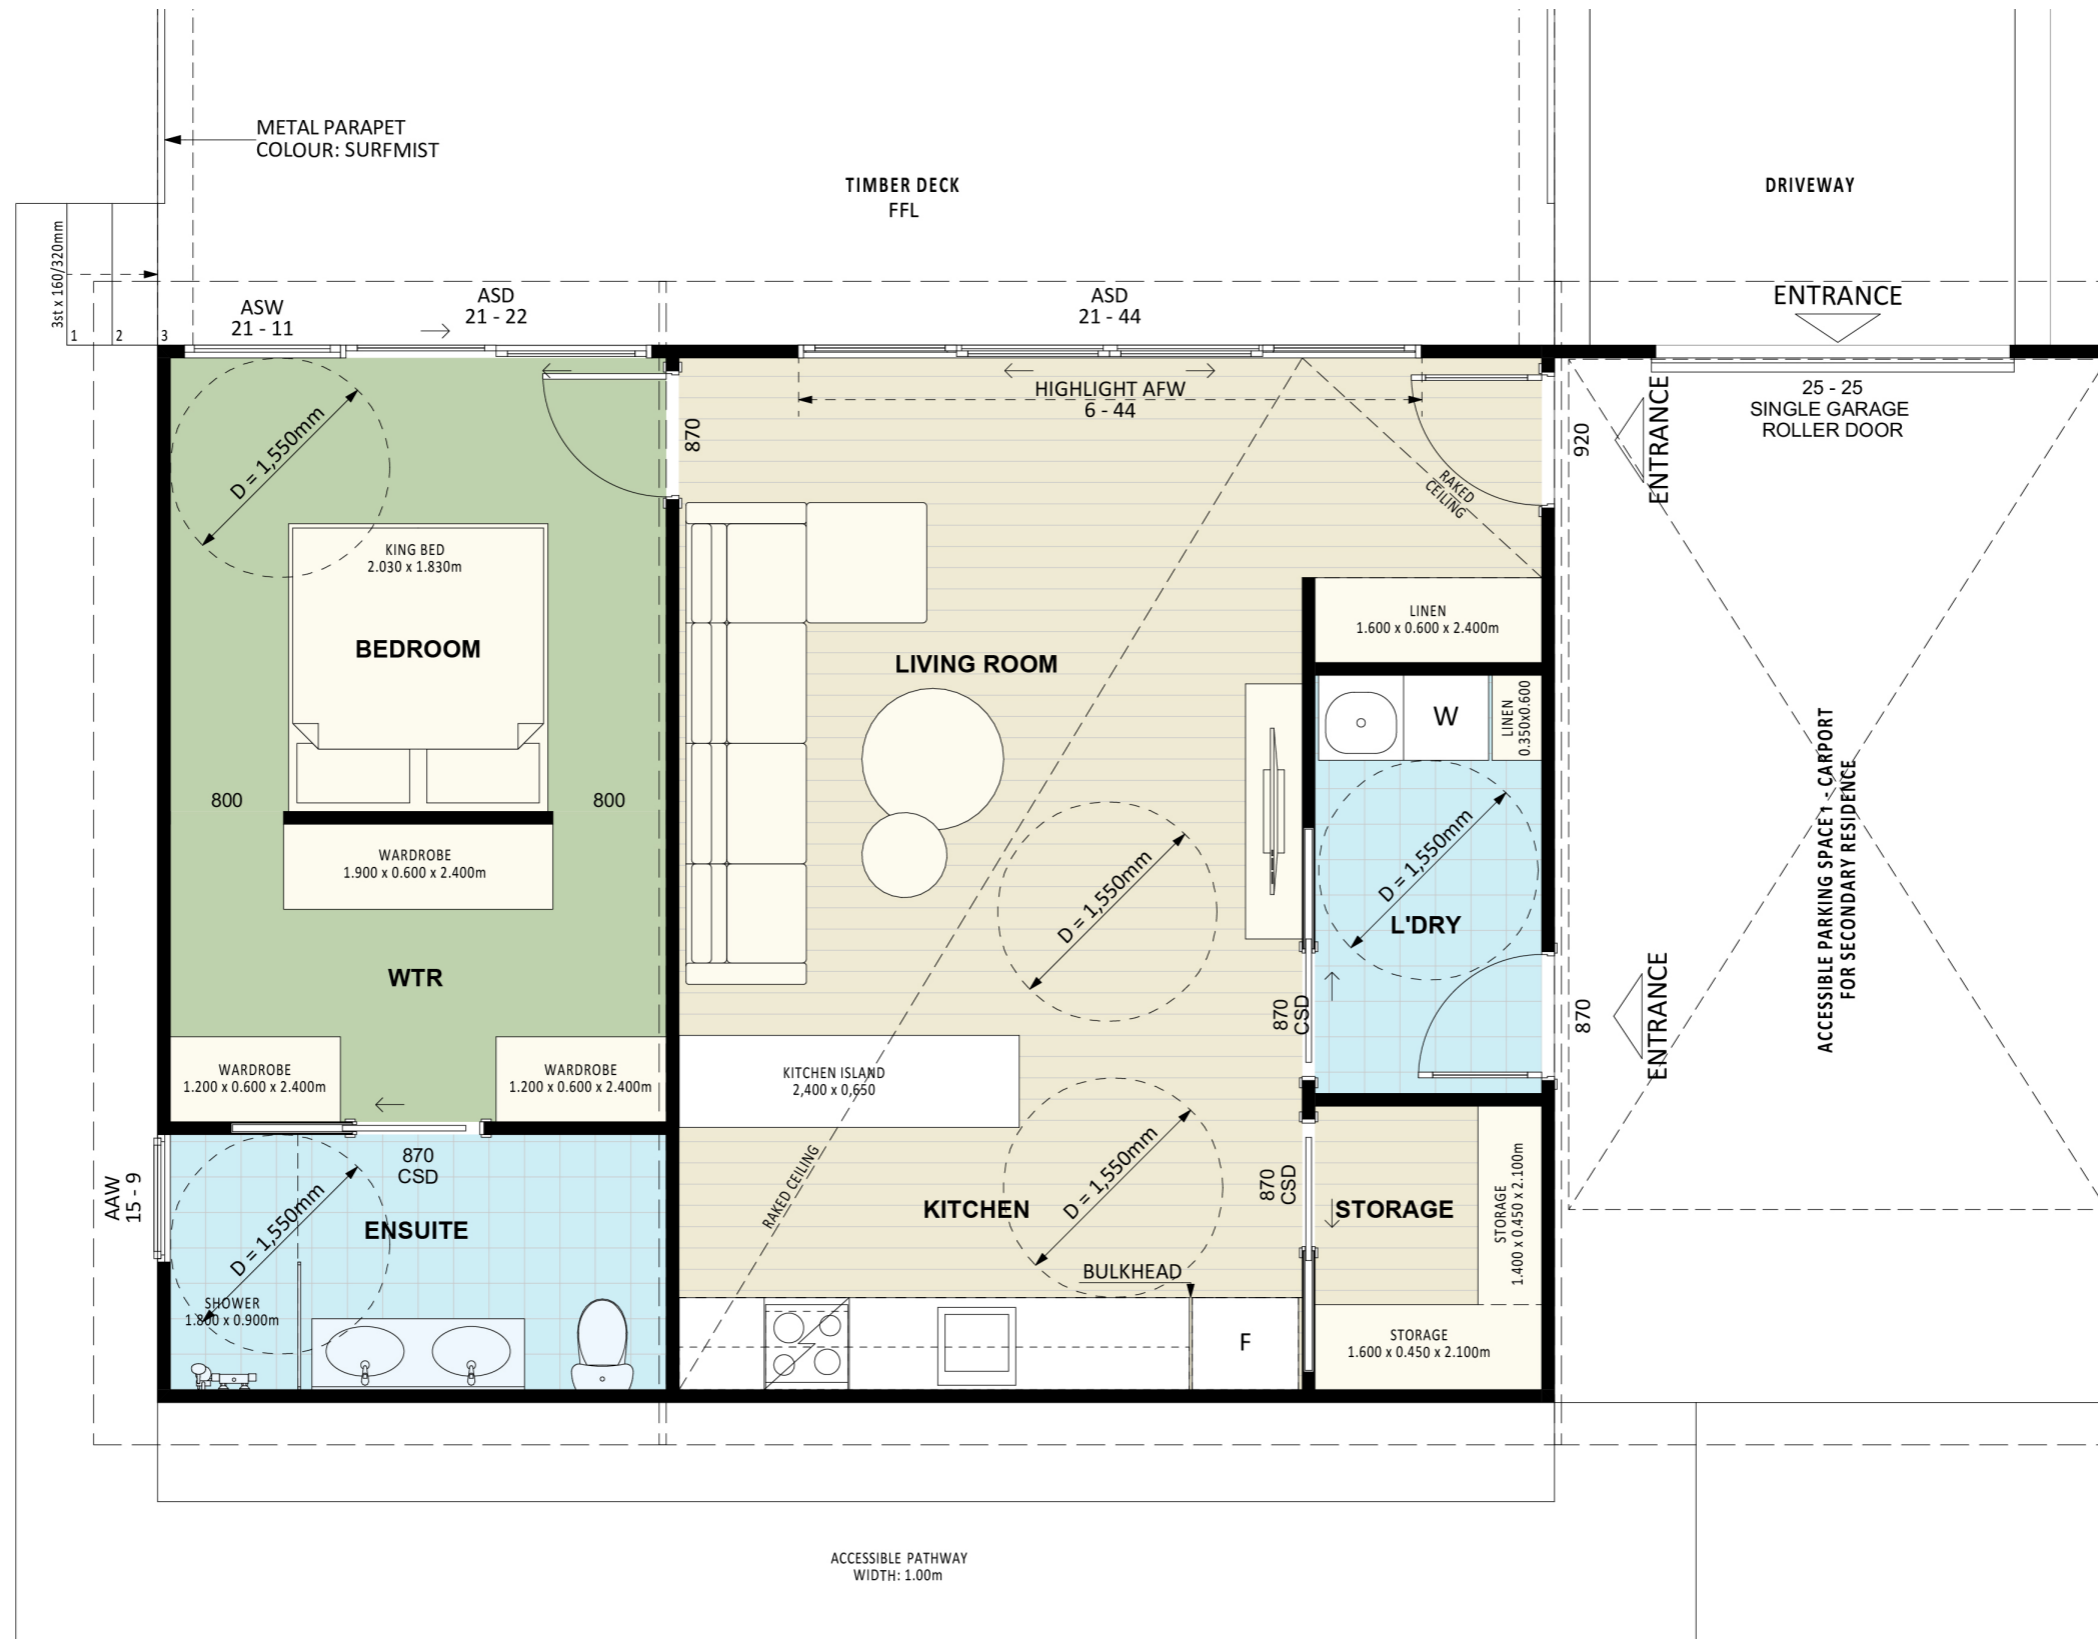 METAL PARAPET
COLOUR: SURFMIST
TIMBER DECK
FFL
DRIVEWAY
3st x 160/320mm
1
2
3
ASW
21 - 11
ASD
21 - 22
ASD
21 - 44
ENTRANCE
HIGHLIGHT AFW
6 - 44
25 - 25
SINGLE GARAGE
ROLLER DOOR
D = 1,550mm
870
920
ENTRANCE
RAKED
CEILING
KING BED
2.030 x 1.830m
BEDROOM
LIVING ROOM
LINEN
1.600 x 0.600 x 2.400m
W
LINEN
0.350x0.600
800
800
WARDROBE
1.900 x 0.600 x 2.400m
D = 1,550mm
D = 1,550mm
L'DRY
ACCESSIBLE PARKING SPACE 1 - CARPORT
FOR SECONDARY RESIDENCE
WTR
870
CSD
870
ENTRANCE
WARDROBE
1.200 x 0.600 x 2.400m
WARDROBE
1.200 x 0.600 x 2.400m
KITCHEN ISLAND
2,400 x 0,650
AAW
15 - 9
870
CSD
D = 1,550mm
ENSUITE
RAKED CEILING
KITCHEN
D = 1,550mm
870
CSD
STORAGE
STORAGE
1.400 x 0.450 x 2.100m
SHOWER
1.800 x 0.900m
BULKHEAD
F
STORAGE
1.600 x 0.450 x 2.100m
ACCESSIBLE PATHWAY
WIDTH: 1.00m